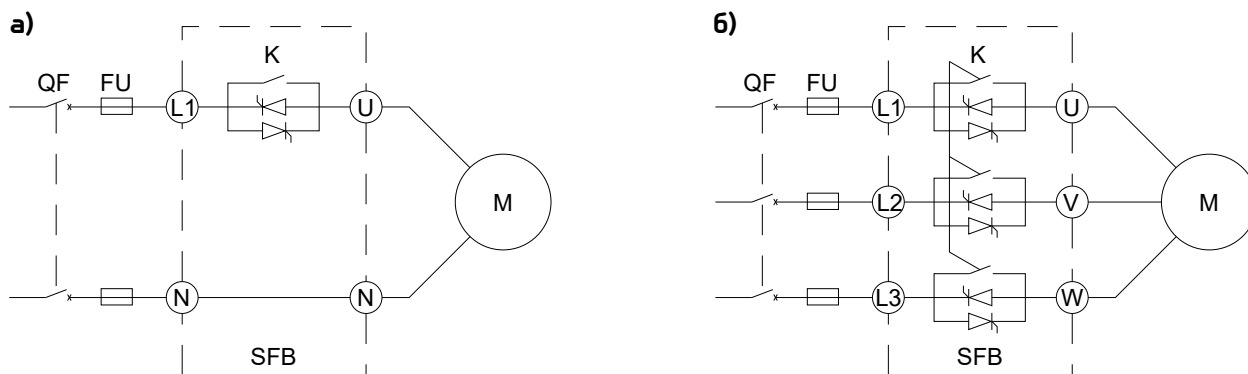 а)
K
QF FU
L1 U
M
N N
SFB
б)
K
QF FU
L1 U
L2 V
M
L3 W
SFB